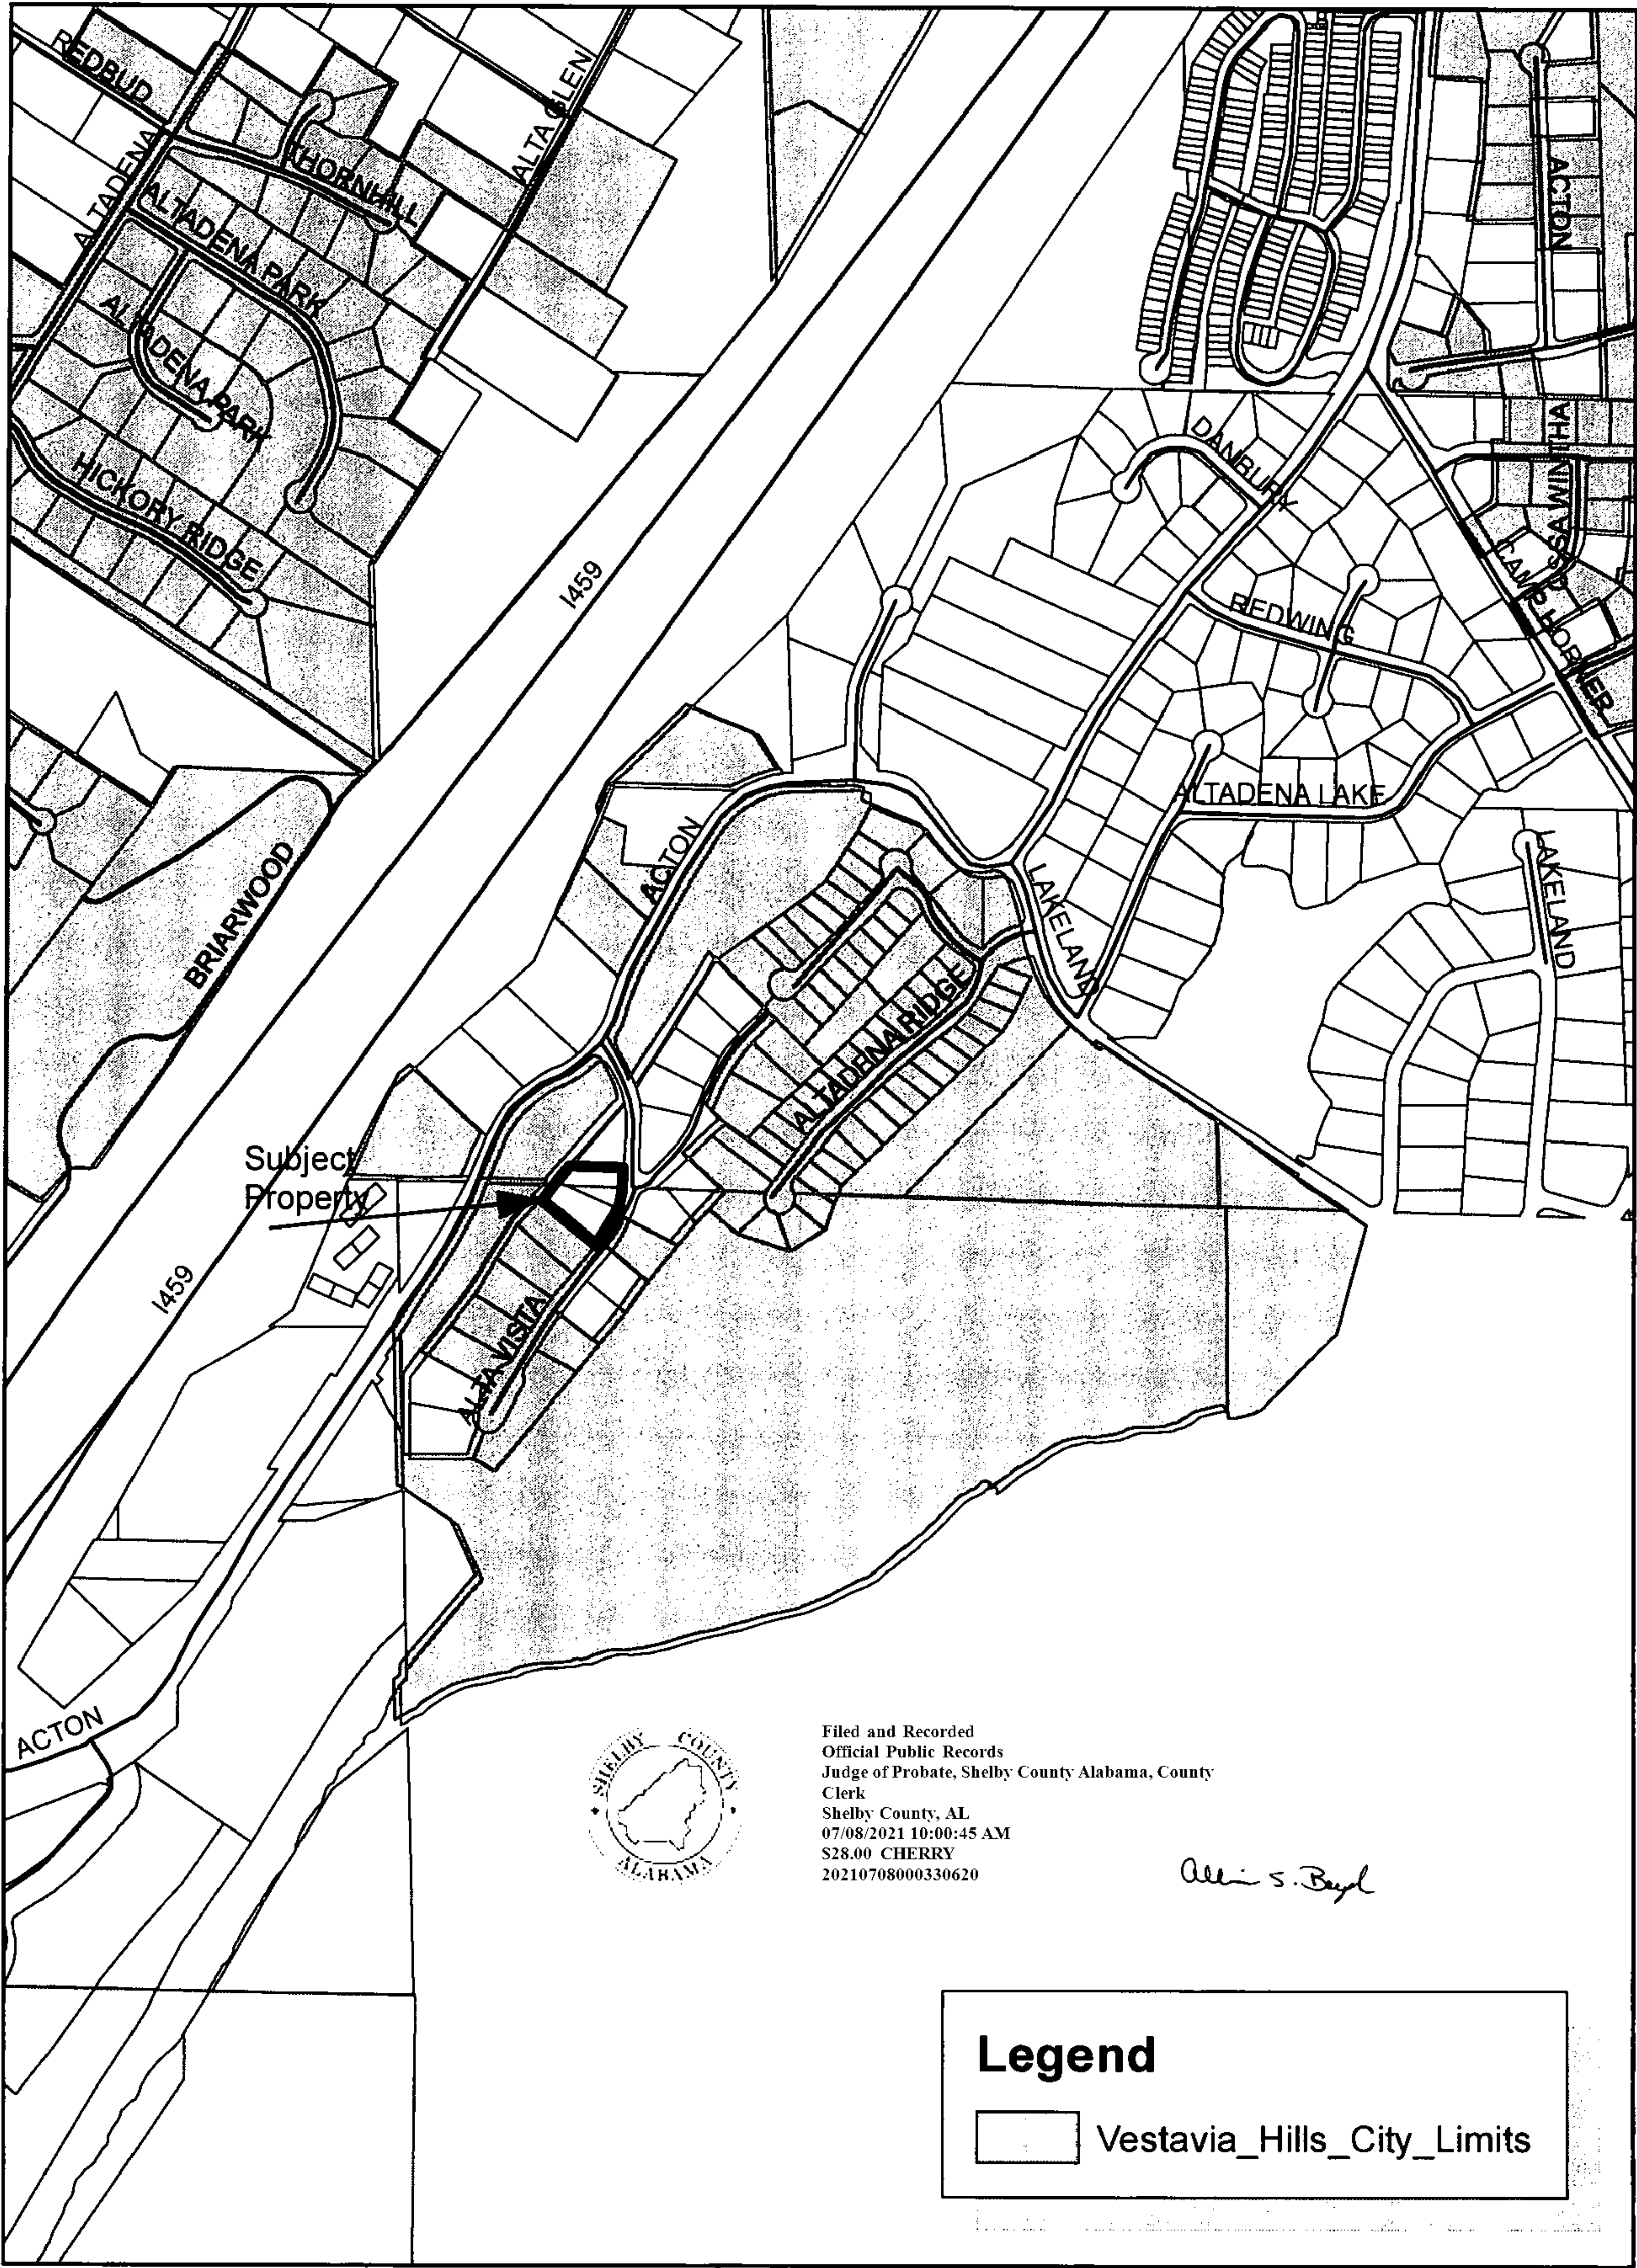 REDBUD
ALTADENA
THORNHILL
ALTA GLEN
ALTADENA PARK
ALTADENA PARK
HICKORY RIDGE
I459
ACTON
DANBURY
SAWINTHA
CAMP HORNER
REDWING
ALTADENA LAKE
LAKELAND
LAKELAND
ACTON
BRIARWOOD
ALTADENA RIDGE
Subject
Property
I459
ALTA VISTA
ACTON
SHELBY COUNTY
ALABAMA
Filed and Recorded
Official Public Records
Judge of Probate, Shelby County Alabama, County
Clerk
Shelby County, AL
07/08/2021 10:00:45 AM
$28.00 CHERRY
20210708000330620
Legend
Vestavia_Hills_City_Limits